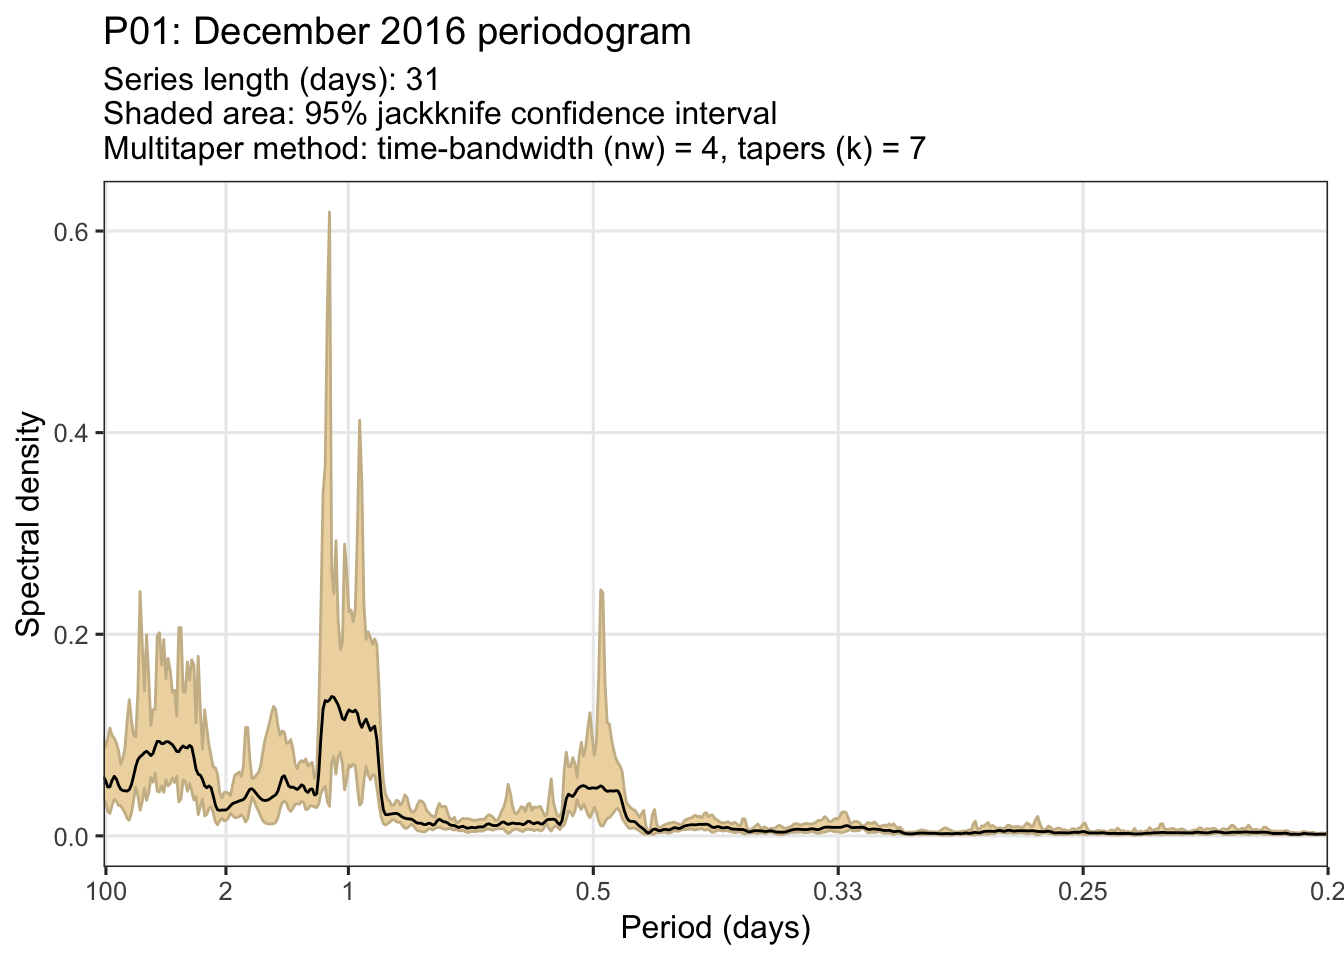 P01: December 2016 periodogram
Series length (days): 31
Shaded area: 95% jackknife confidence interval
Multitaper method: time-bandwidth (nw) = 4, tapers (k) = 7
Spectral density
0.6
0.4
0.2
0.0
100 2 1 0.5 0.33 0.25 0.2
Period (days)